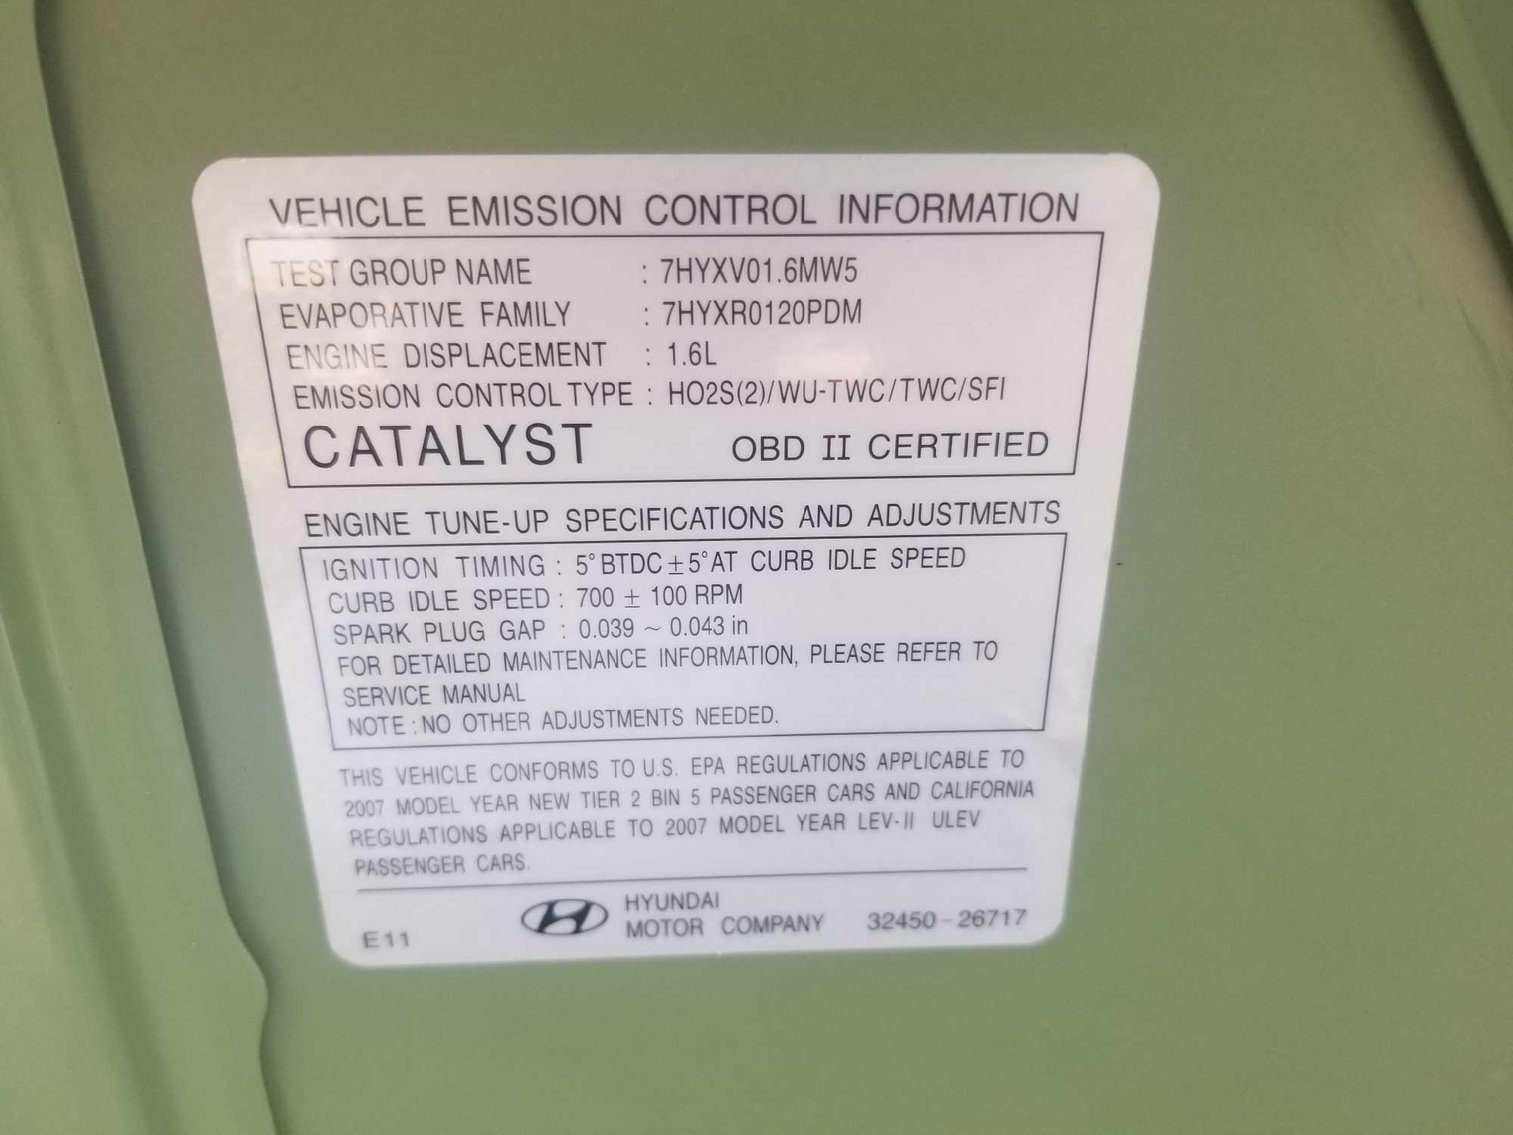 VEHICLE EMISSION CONTROL INFORMATION
TEST GROUP NAME : 7HYXV01.6MW5
EVAPORATIVE FAMILY : 7HYXR0120PDM
ENGINE DISPLACEMENT : 1.6L
EMISSION CONTROL TYPE : HO2S(2)/WU-TWC/TWC/SFI
CATALYST OBD II CERTIFIED
ENGINE TUNE-UP SPECIFICATIONS AND ADJUSTMENTS
IGNITION TIMING : 5° BTDC ± 5° AT CURB IDLE SPEED
CURB IDLE SPEED : 700 ± 100 RPM
SPARK PLUG GAP : 0.039 ~ 0.043 in
FOR DETAILED MAINTENANCE INFORMATION, PLEASE REFER TO
SERVICE MANUAL
NOTE : NO OTHER ADJUSTMENTS NEEDED.
THIS VEHICLE CONFORMS TO U.S. EPA REGULATIONS APPLICABLE TO
2007 MODEL YEAR NEW TIER 2 BIN 5 PASSENGER CARS AND CALIFORNIA
REGULATIONS APPLICABLE TO 2007 MODEL YEAR LEV-II ULEV
PASSENGER CARS.
E11 HYUNDAI
MOTOR COMPANY 32450-26717